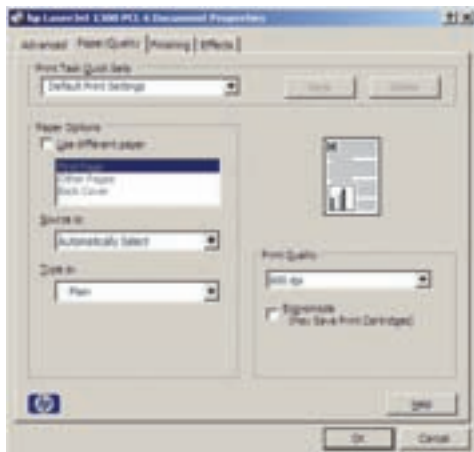 hp LaserJet 1300 PCL 6 Document Properties
Advanced Paper/Quality Finishing Effects
Print Task Quick Sets
Default Print Settings
Paper Options
Use different paper
First Page
Other Pages
Back Cover
Source is:
Automatically Select
Type is:
Plain
Print Quality
600 dpi
EconoMode
(May Save Print Cartridges)
hp
Help
OK Cancel